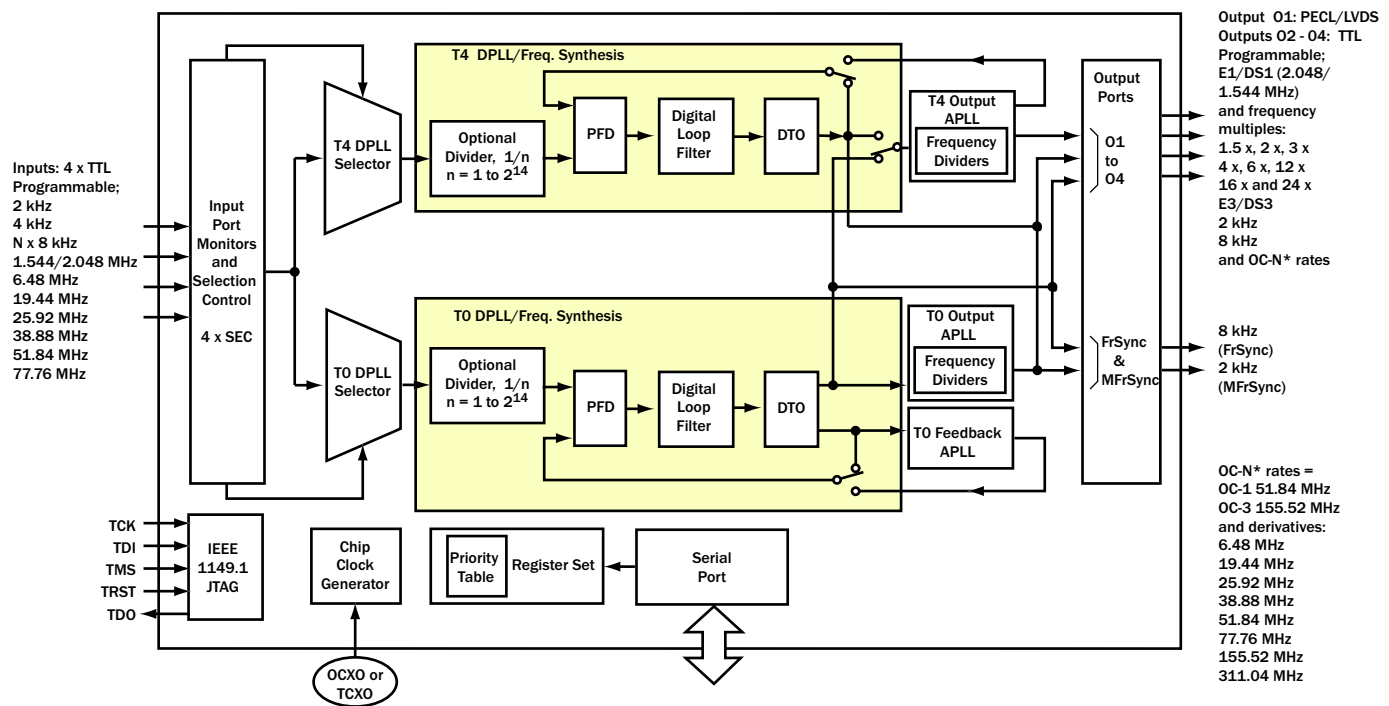 Inputs: 4 x TTL
Programmable;
2 kHz
4 kHz
N x 8 kHz
1.544/2.048 MHz
6.48 MHz
19.44 MHz
25.92 MHz
38.88 MHz
51.84 MHz
77.76 MHz
Input
Port
Monitors
and
Selection
Control
4 x SEC
T4 DPLL
Selector
T4 DPLL/Freq. Synthesis
Optional
Divider, 1/n
n = 1 to 2^14
PFD
Digital
Loop
Filter
DTO
T4 Output
APLL
Frequency
Dividers
T0 DPLL
Selector
T0 DPLL/Freq. Synthesis
Optional
Divider, 1/n
n = 1 to 2^14
PFD
Digital
Loop
Filter
DTO
T0 Output
APLL
Frequency
Dividers
T0 Feedback
APLL
Output
Ports
O1
to
O4
FrSync
&
MFrSync
Output O1: PECL/LVDS
Outputs O2 - O4: TTL
Programmable;
E1/DS1 (2.048/
1.544 MHz)
and frequency
multiples:
1.5 x, 2 x, 3 x
4 x, 6 x, 12 x
16 x and 24 x
E3/DS3
2 kHz
8 kHz
and OC-N* rates
8 kHz
(FrSync)
2 kHz
(MFrSync)
OC-N* rates =
OC-1 51.84 MHz
OC-3 155.52 MHz
and derivatives:
6.48 MHz
19.44 MHz
25.92 MHz
38.88 MHz
51.84 MHz
77.76 MHz
155.52 MHz
311.04 MHz
TCK
TDI
TMS
TRST
TDO
IEEE
1149.1
JTAG
Chip
Clock
Generator
OCXO or
TCXO
Priority
Table
Register Set
Serial
Port